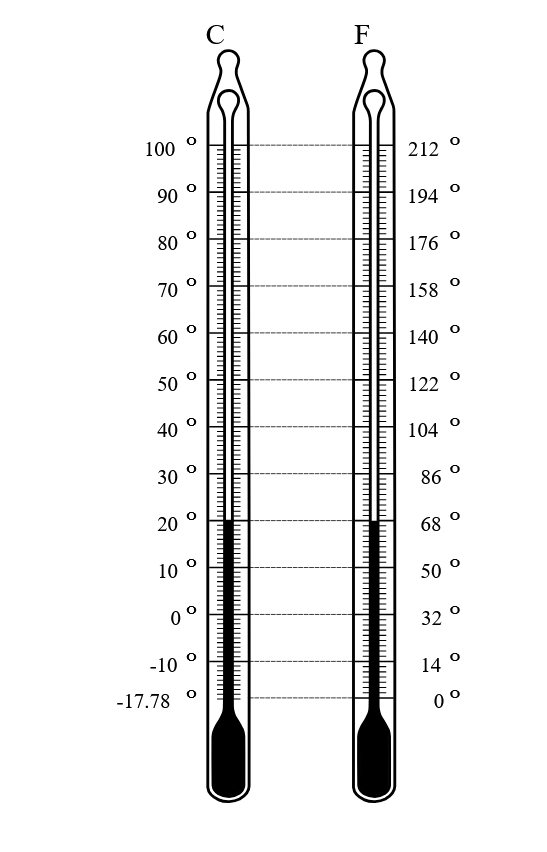 C F
100 º 212 º
90 º 194 º
80 º 176 º
70 º 158 º
60 º 140 º
50 º 122 º
40 º 104 º
30 º 86 º
20 º 68 º
10 º 50 º
0 º 32 º
-10 º 14 º
-17.78 º 0 º